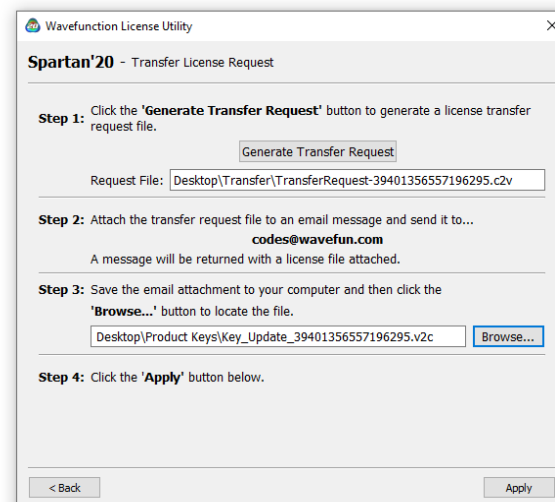 Wavefunction License Utility
Spartan'20 - Transfer License Request
Step 1: Click the 'Generate Transfer Request' button to generate a license transfer
request file.
Generate Transfer Request
Request File: Desktop\Transfer\TransferRequest-39401356557196295.c2v
Step 2: Attach the transfer request file to an email message and send it to...
codes@wavefun.com
A message will be returned with a license file attached.
Step 3: Save the email attachment to your computer and then click the
'Browse...' button to locate the file.
Desktop\Product Keys\Key_Update_39401356557196295.v2c Browse...
Step 4: Click the 'Apply' button below.
< Back Apply